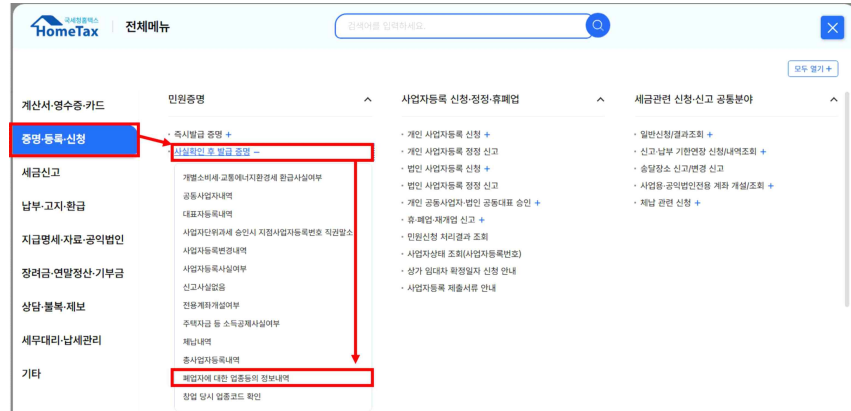 국세청홈택스
HomeTax
전체메뉴
검색어를 입력하세요.
모두 열기 +
계산서·영수증·카드
증명·등록·신청
세금신고
납부·고지·환급
지급명세·자료·공익법인
장려금·연말정산·기부금
상담·불복·제보
세무대리·납세관리
기타
민원증명
· 즉시발급 증명 +
· 사실확인 후 발급 증명 −
개별소비세·교통에너지환경세 환급사실여부
공동사업자내역
대표자등록내역
사업자단위과세 승인시 지점사업자등록번호 직권말소
사업자등록변경내역
사업자등록사실여부
신고사실없음
전용계좌개설여부
주택자금 등 소득공제사실여부
체납내역
총사업자등록내역
폐업자에 대한 업종등의 정보내역
창업 당시 업종코드 확인
사업자등록 신청·정정·휴폐업
· 개인 사업자등록 신청 +
· 개인 사업자등록 정정 신고
· 법인 사업자등록 신청 +
· 법인 사업자등록 정정 신고
· 개인 공동사업자·법인 공동대표 승인 +
· 휴·폐업·재개업 신고 +
· 민원신청 처리결과 조회
· 사업자상태 조회(사업자등록번호)
· 상가 임대차 확정일자 신청 안내
· 사업자등록 제출서류 안내
세금관련 신청·신고 공통분야
· 일반신청/결과조회 +
· 신고·납부 기한연장 신청/내역조회 +
· 송달장소 신고/변경 신고
· 사업용·공익법인전용 계좌 개설/조회 +
· 체납 관련 신청 +